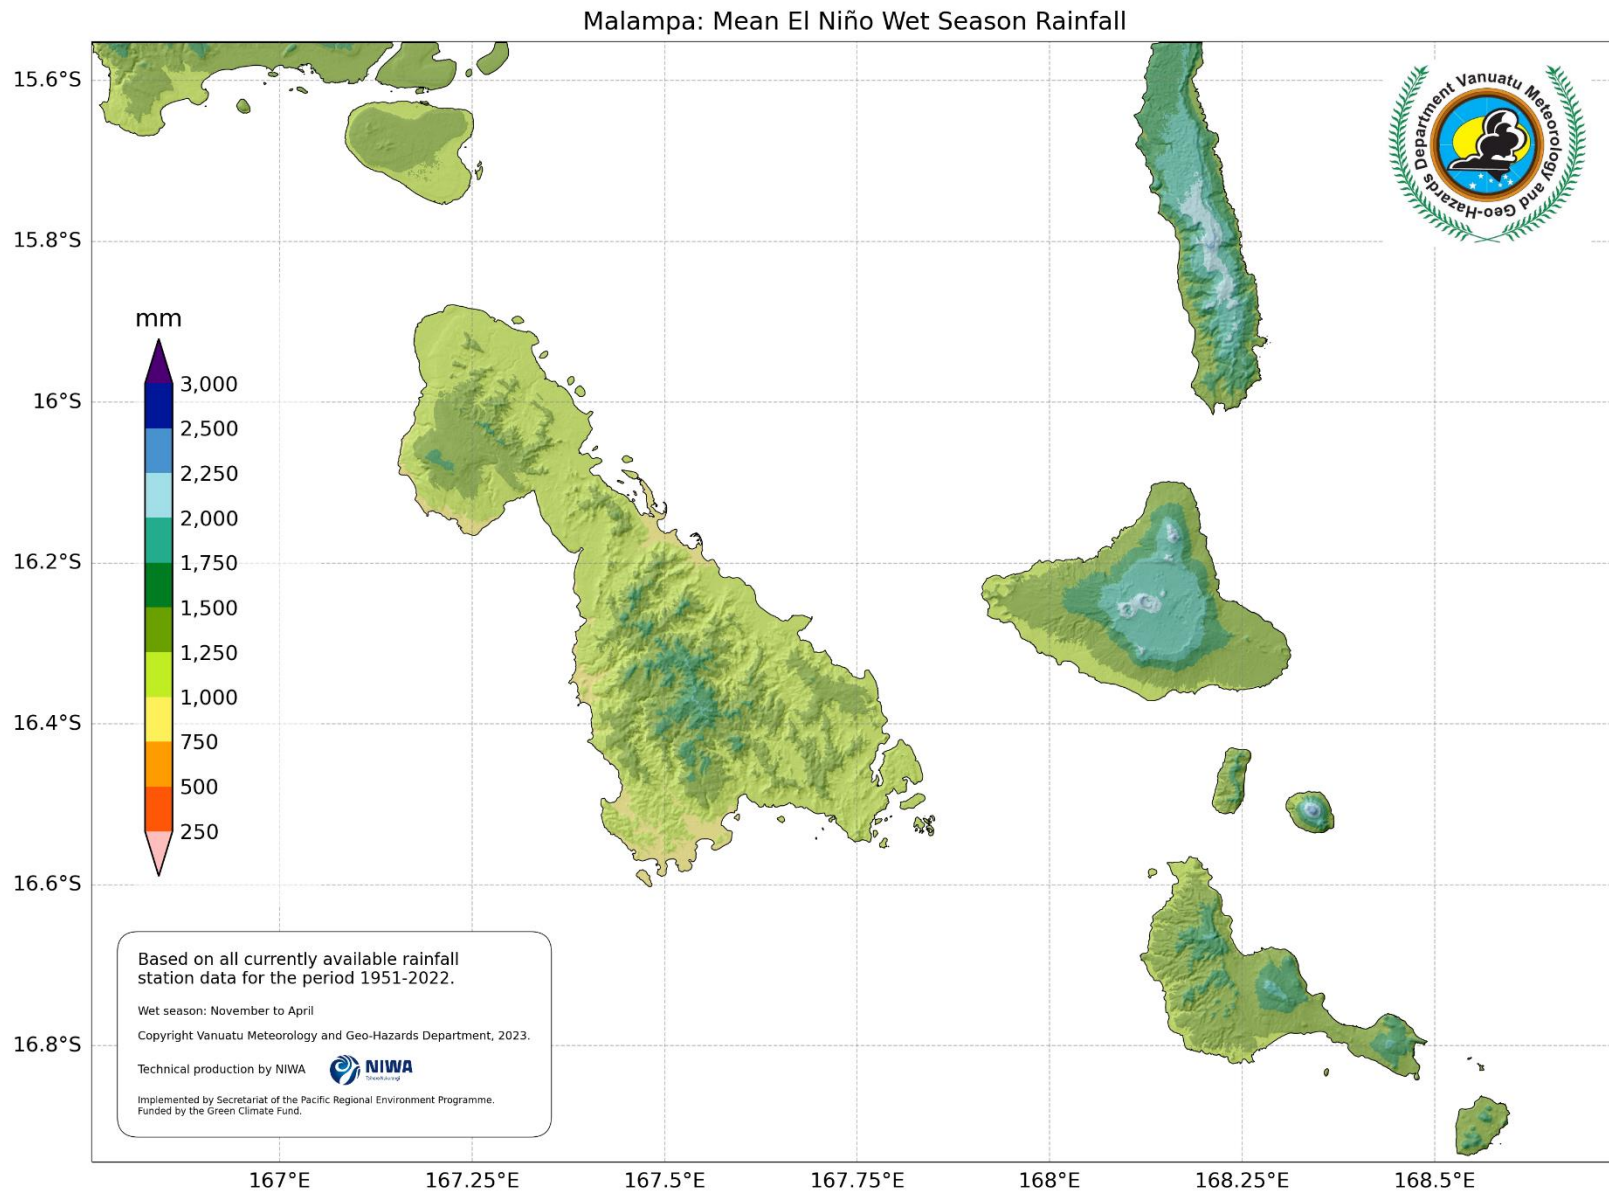 Malampa: Mean El Niño Wet Season Rainfall
15.6°S
15.8°S
16°S
16.2°S
16.4°S
16.6°S
16.8°S
Vanuatu Meteorology and Geo-Hazards Department
mm
3,000
2,500
2,250
2,000
1,750
1,500
1,250
1,000
750
500
250
Based on all currently available rainfall
station data for the period 1951-2022.
Wet season: November to April
Copyright Vanuatu Meteorology and Geo-Hazards Department, 2023.
Technical production by NIWA
NIWA
Taihoro Nukurangi
Implemented by Secretariat of the Pacific Regional Environment Programme.
Funded by the Green Climate Fund.
167°E
167.25°E
167.5°E
167.75°E
168°E
168.25°E
168.5°E